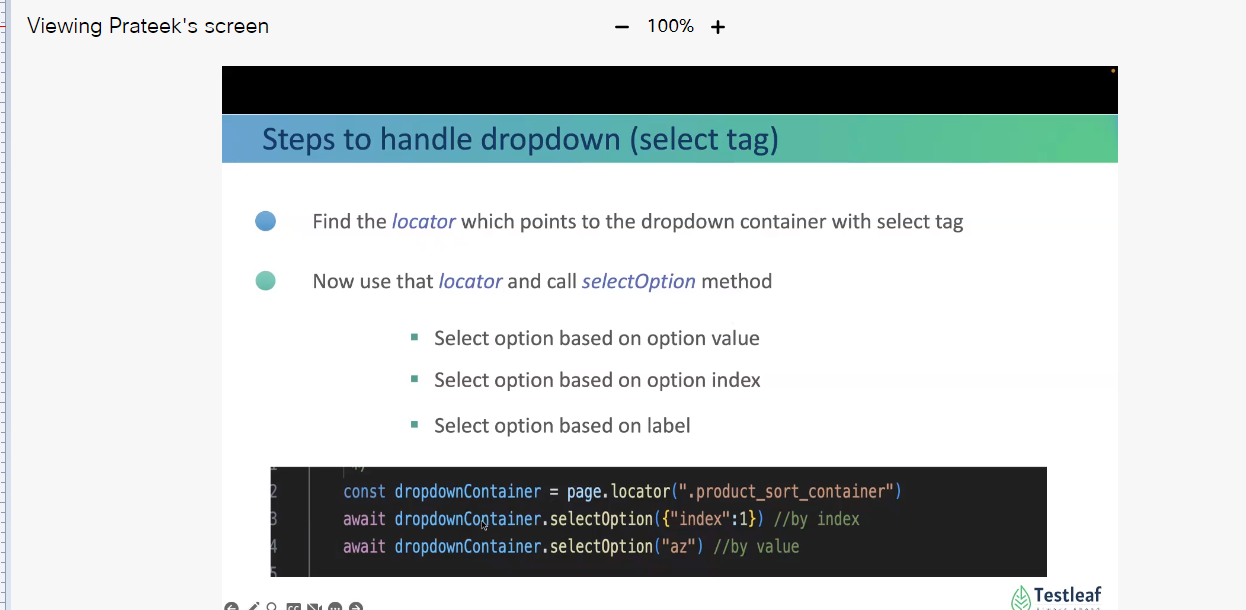 Viewing Prateek's screen
− 100% +
Steps to handle dropdown (select tag)
Find the locator which points to the dropdown container with select tag
Now use that locator and call selectOption method
Select option based on option value
Select option based on option index
Select option based on label
2 const dropdownContainer = page.locator(".product_sort_container")
3 await dropdownContainer.selectOption({"index":1}) //by index
4 await dropdownContainer.selectOption("az") //by value
5
Testleaf